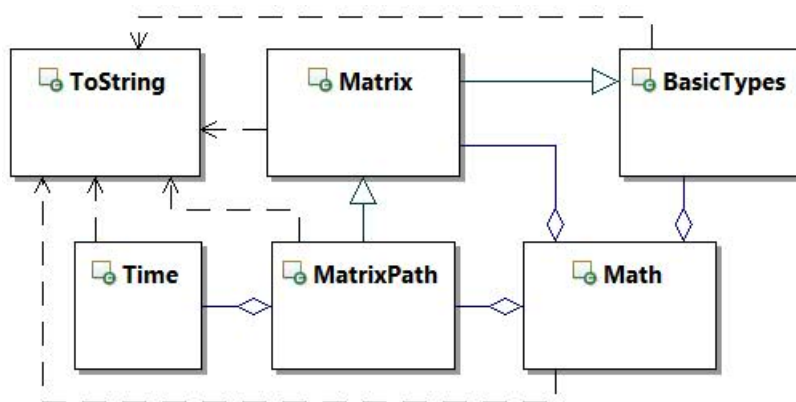 ToString
Matrix
BasicTypes
Time
MatrixPath
Math